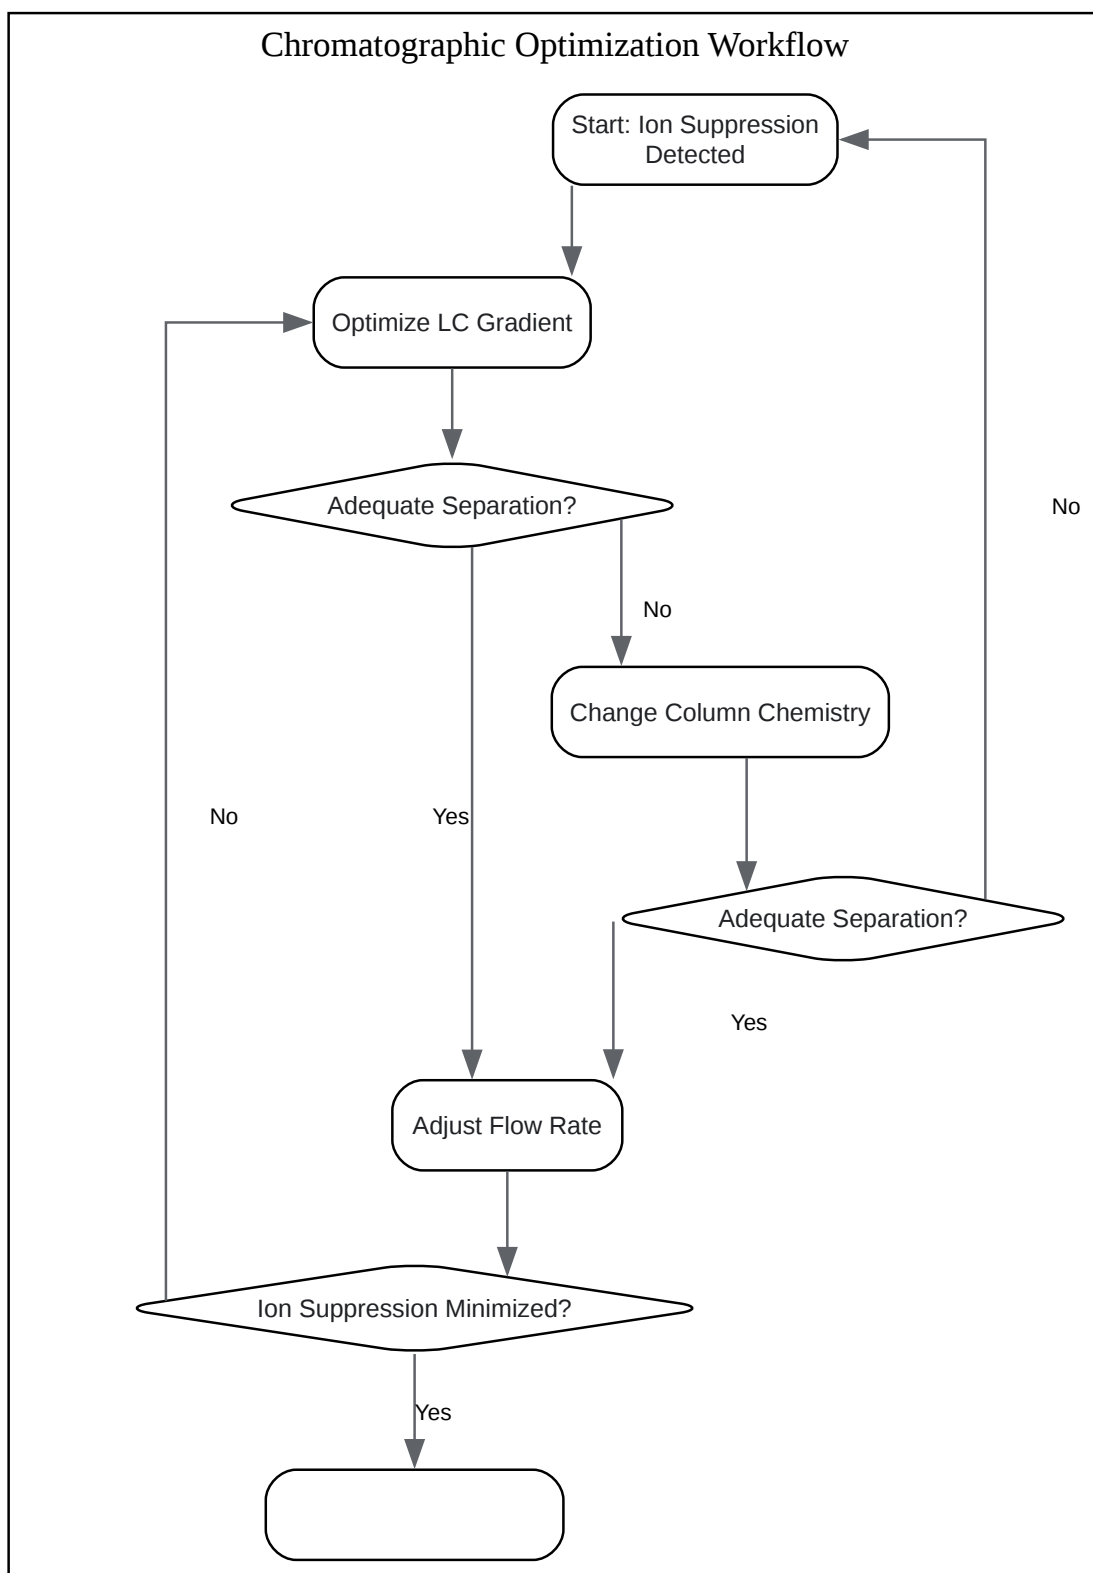 Chromatographic Optimization Workflow
Start: Ion Suppression
Detected
Optimize LC Gradient
Adequate Separation?
No
No
Change Column Chemistry
No
Yes
Adequate Separation?
Yes
Adjust Flow Rate
Ion Suppression Minimized?
Yes